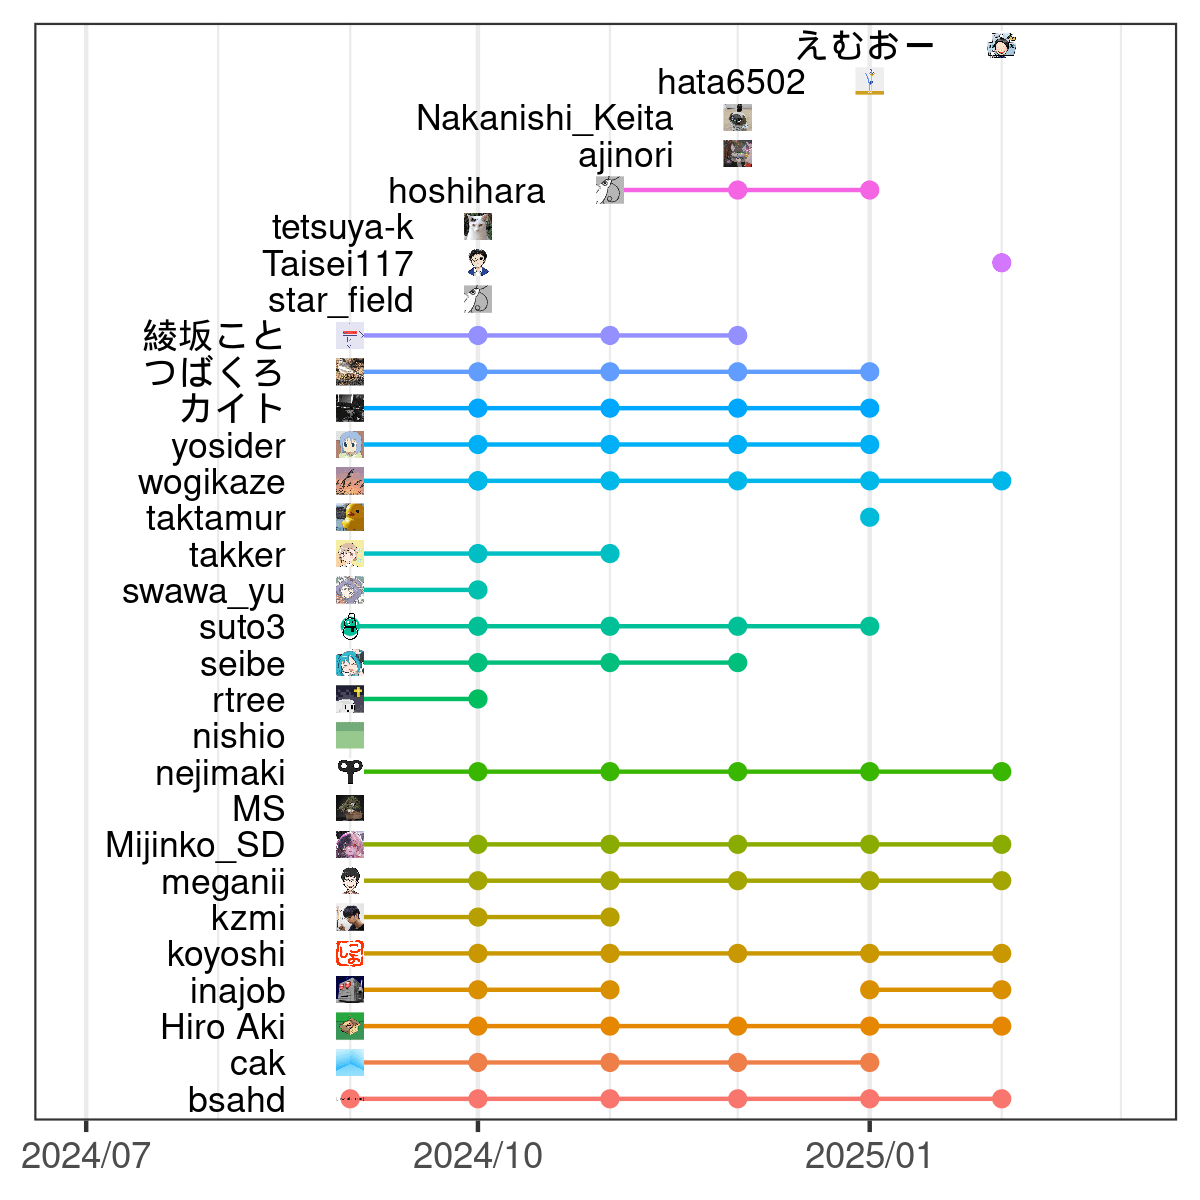 えむおー
hata6502
Nakanishi_Keita
ajinori
hoshihara
tetsuya-k
Taisei117
star_field
綾坂こと
つばくろ
カイト
yosider
wogikaze
taktamur
takker
swawa_yu
suto3
seibe
rtree
nishio
nejimaki
MS
Mijinko_SD
meganii
kzmi
koyoshi
inajob
Hiro Aki
cak
bsahd
2024/07 2024/10 2025/01